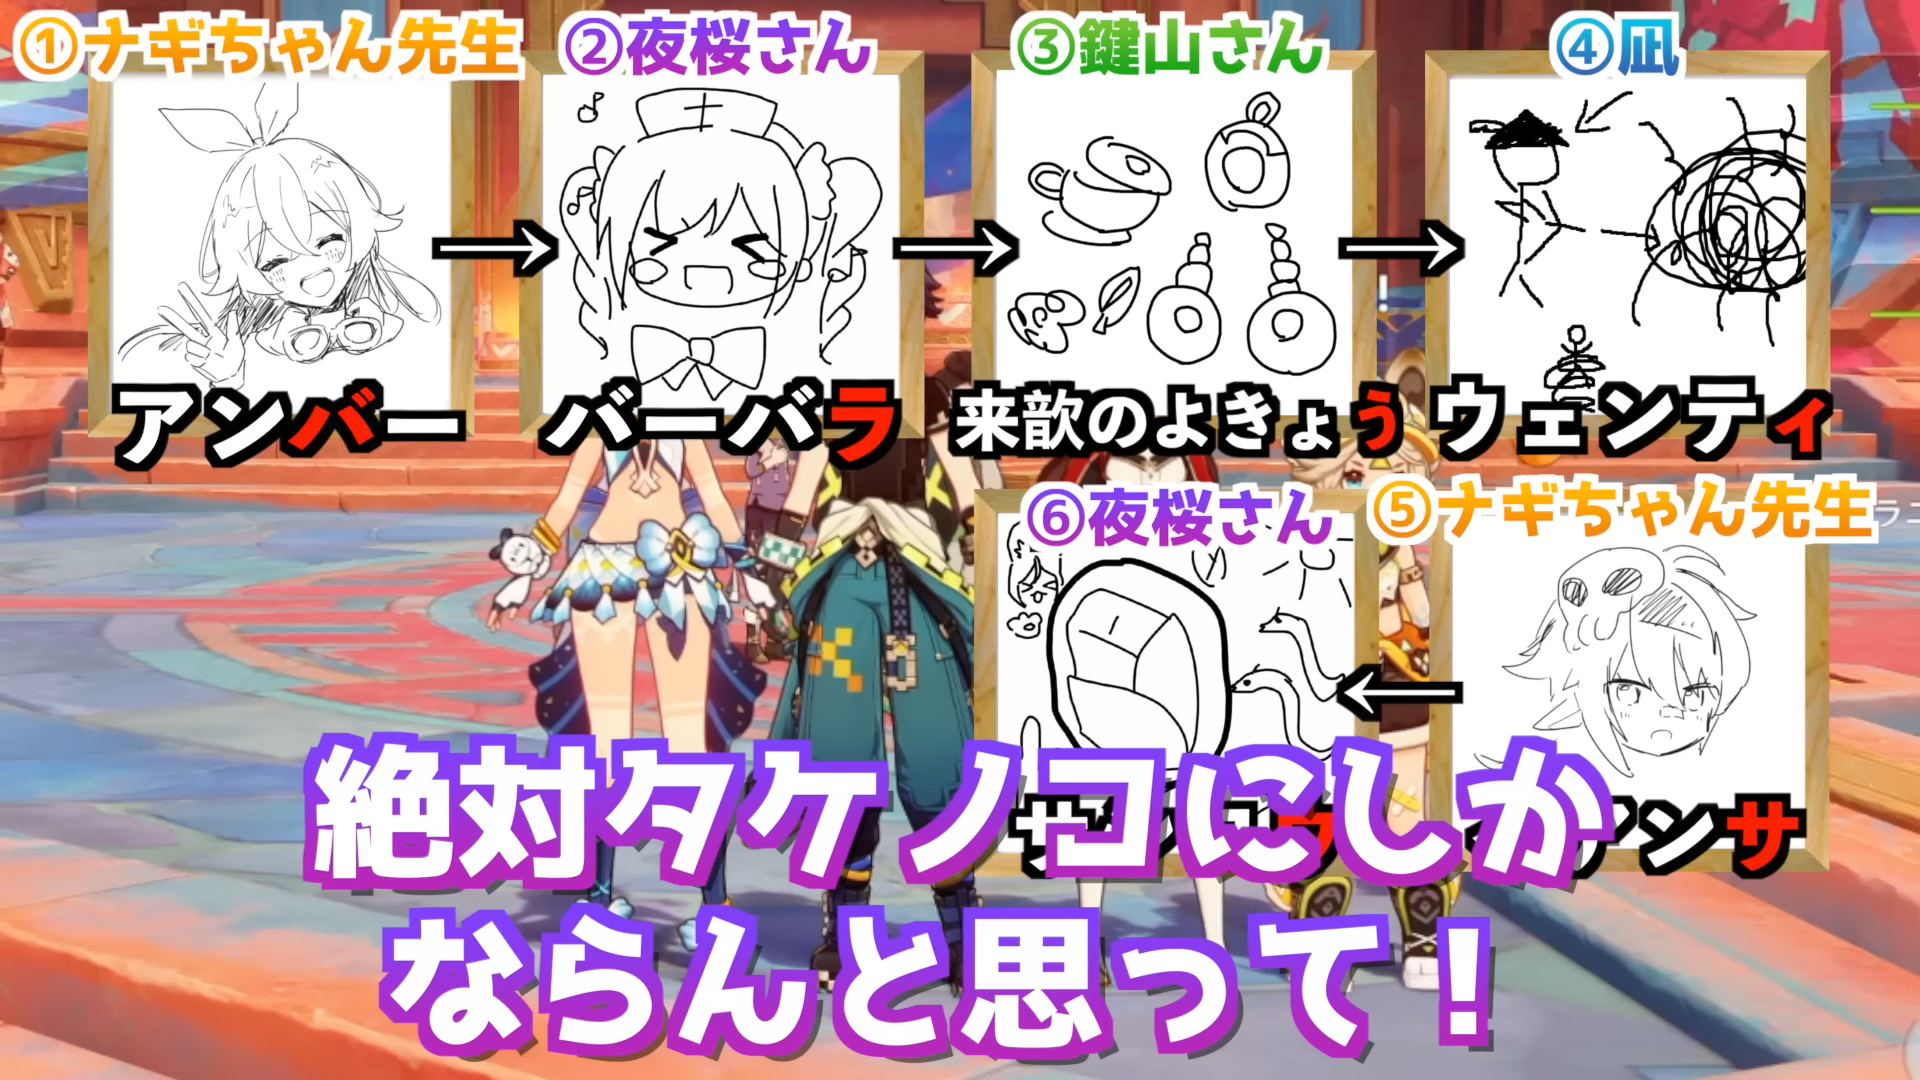 ①ナギちゃん先生
②夜桜さん
③鍵山さん
④凪
アンバー
バーバラ
来歆のよきょう
ウェンティ
⑥夜桜さん
⑤ナギちゃん先生
ンサ
絶対タケノコにしか
ならんと思って！